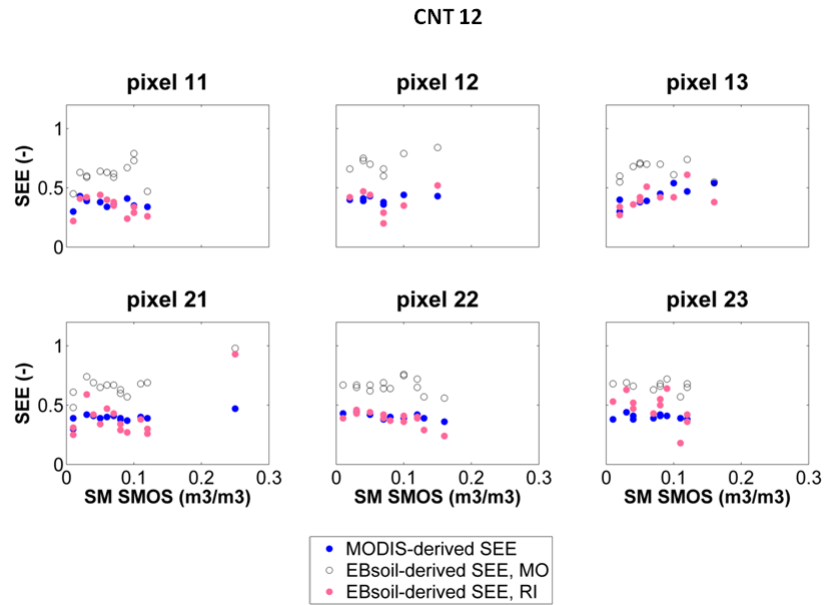 CNT 12
pixel 11 pixel 12 pixel 13
1
SEE (-)
0.5
0
pixel 21 pixel 22 pixel 23
1
SEE (-)
0.5
0
0 0.1 0.2 0.3 0 0.1 0.2 0.3 0 0.1 0.2 0.3
SM SMOS (m3/m3) SM SMOS (m3/m3) SM SMOS (m3/m3)
MODIS-derived SEE
EBsoil-derived SEE, MO
EBsoil-derived SEE, RI